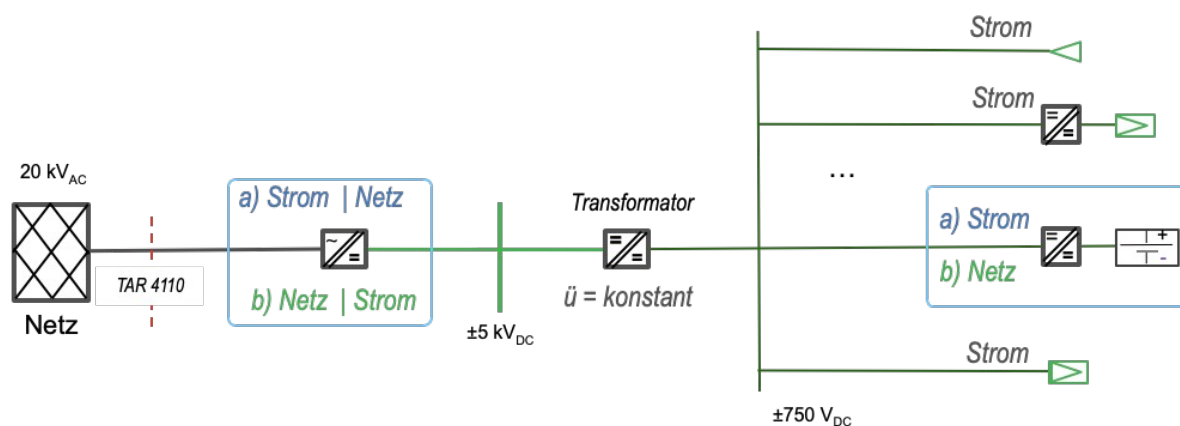 Strom
Strom
20 kV_AC
...
a) Strom | Netz
Transformator
a) Strom
TAR 4110
b) Netz | Strom
ü = konstant
b) Netz
Netz
±5 kV_DC
Strom
±750 V_DC